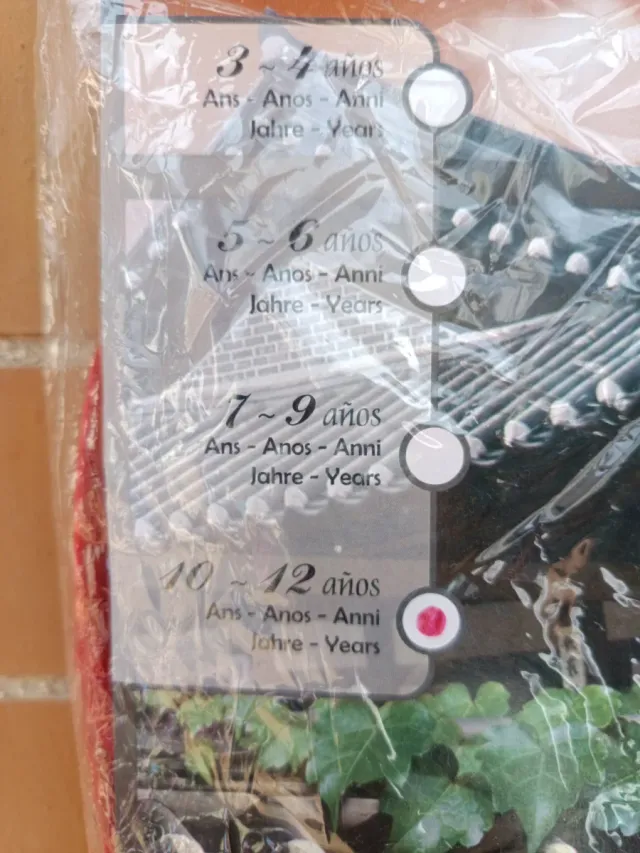 3 ~ 4 años
Ans - Anos - Anni
Jahre - Years
5 ~ 6 años
Ans - Anos - Anni
Jahre - Years
7 ~ 9 años
Ans - Anos - Anni
Jahre - Years
10 ~ 12 años
Ans - Anos - Anni
Jahre - Years